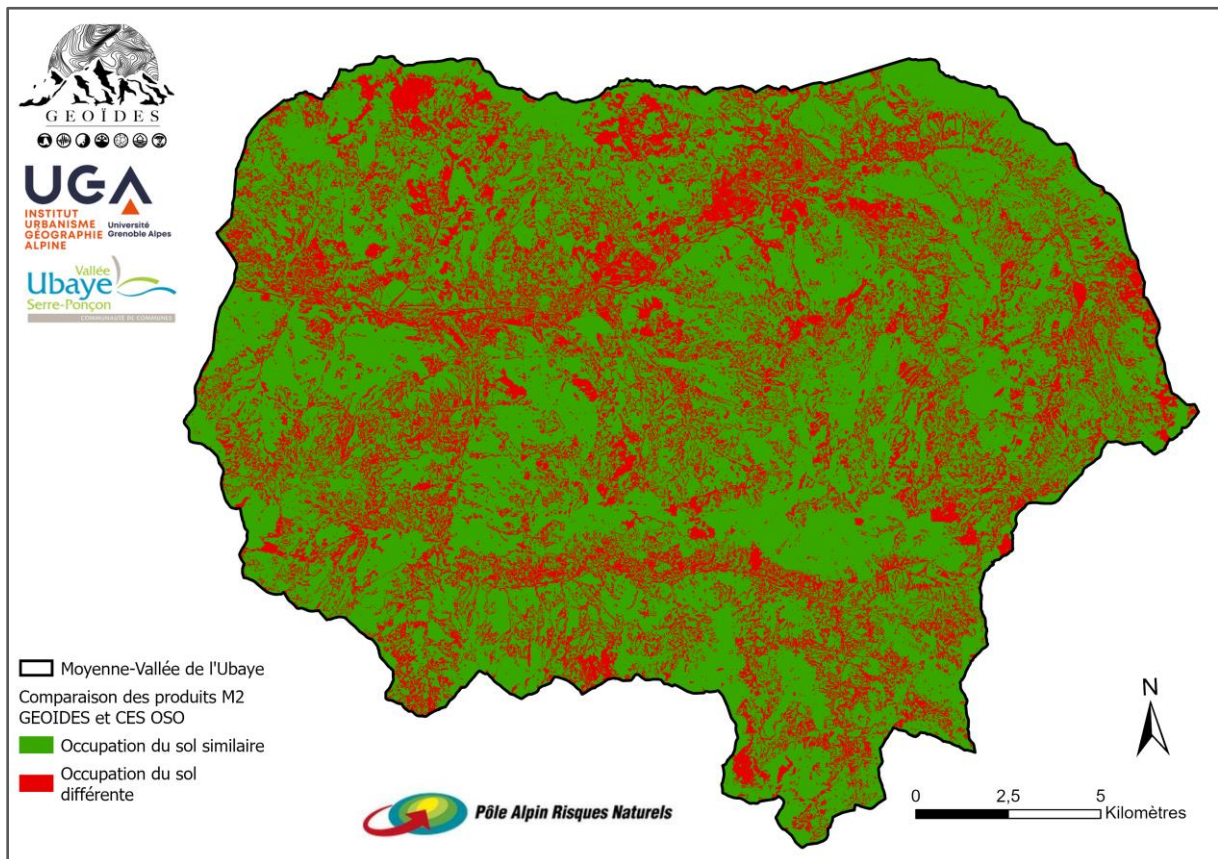 GEOÏDES
UGA
INSTITUT
URBANISME
GÉOGRAPHIE
ALPINE
Université
Grenoble Alpes
Vallée
Ubaye
Serre-Ponçon
COMMUNAUTÉ DE COMMUNES
Moyenne-Vallée de l'Ubaye
Comparaison des produits M2
GEOIDES et CES OSO
Occupation du sol similaire
Occupation du sol
différente
Pôle Alpin Risques Naturels
N
0 2,5 5
Kilomètres